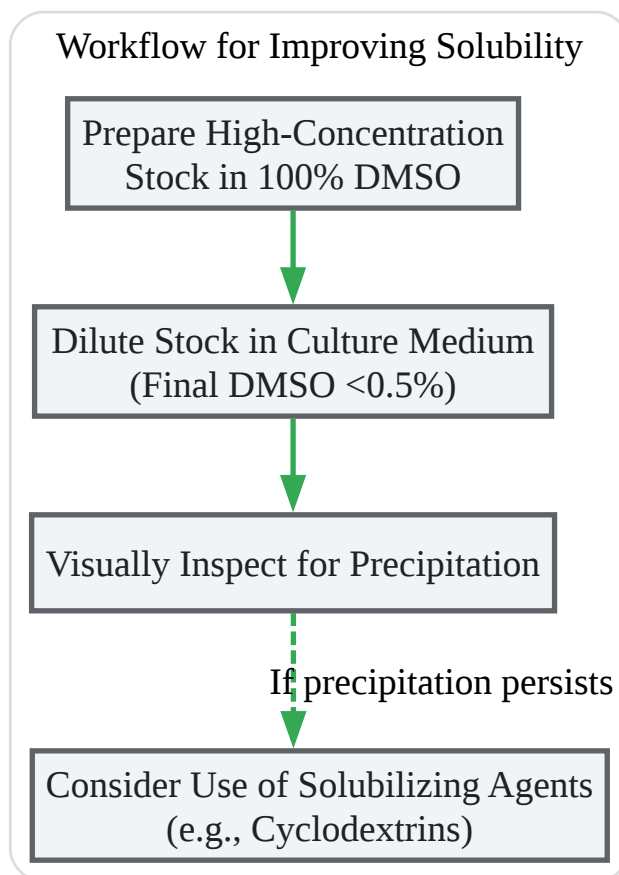 Workflow for Improving Solubility
Prepare High-Concentration
Stock in 100% DMSO
Dilute Stock in Culture Medium
(Final DMSO <0.5%)
Visually Inspect for Precipitation
If precipitation persists
Consider Use of Solubilizing Agents
(e.g., Cyclodextrins)